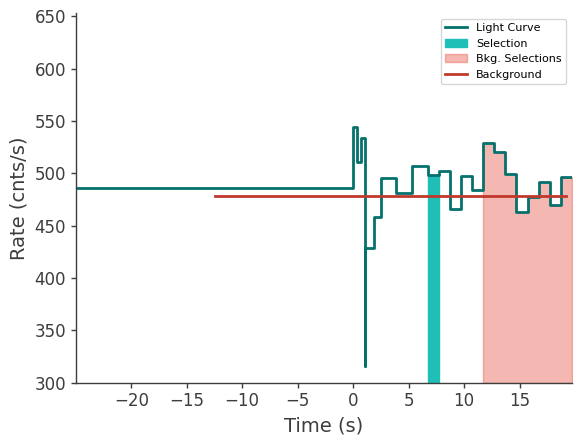 Light Curve
Selection
Bkg. Selections
Background
Rate (cnts/s)
650
600
550
500
450
400
350
300
−20 −15 −10 −5 0 5 10 15
Time (s)